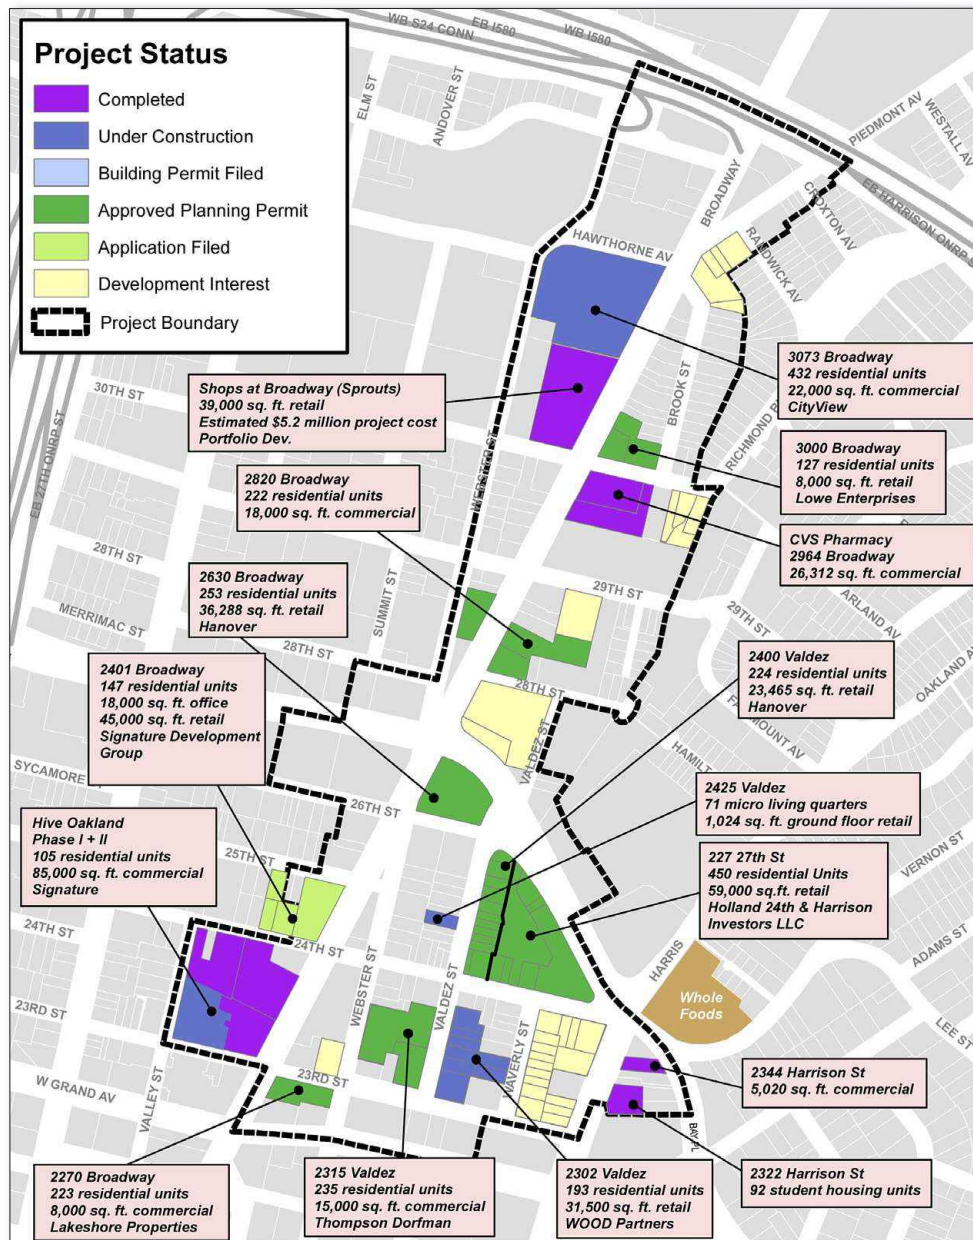 Project Status
Completed
Under Construction
Building Permit Filed
Approved Planning Permit
Application Filed
Development Interest
Project Boundary
WB S24 CONN
EB I580
WB I580
ELM ST
ANDOVER ST
PIEDMONT AV
WESTALL AV
BROADWAY
CROXTON AV
EB HARRISON ONRP S
HAWTHORNE AV
RANDWICK AV
30TH ST
EB 27TH ONRP ST
BROOK ST
RICHMOND B
WEBSTER ST
Shops at Broadway (Sprouts)
39,000 sq. ft. retail
Estimated $5.2 million project cost
Portfolio Dev.
3073 Broadway
432 residential units
22,000 sq. ft. commercial
CityView
3000 Broadway
127 residential units
8,000 sq. ft. retail
Lowe Enterprises
2820 Broadway
222 residential units
18,000 sq. ft. commercial
CVS Pharmacy
2964 Broadway
26,312 sq. ft. commercial
28TH ST
MERRIMAC ST
SUMMIT ST
29TH ST
29TH ST
ARLAND AV
OAKLAND AV
2630 Broadway
253 residential units
36,288 sq. ft. retail
Hanover
28TH ST
28TH ST
FAIRMOUNT AV
HAMILT
VALDEZ ST
2401 Broadway
147 residential units
18,000 sq. ft. office
45,000 sq. ft. retail
Signature Development
Group
2400 Valdez
224 residential units
23,465 sq. ft. retail
Hanover
SYCAMORE
26TH ST
25TH ST
24TH ST
24TH ST
23RD ST
W GRAND AV
VERNON ST
ADAMS ST
LEE ST
HARRIS
Hive Oakland
Phase I + II
105 residential units
85,000 sq. ft. commercial
Signature
2425 Valdez
71 micro living quarters
1,024 sq. ft. ground floor retail
227 27th St
450 residential Units
59,000 sq.ft. retail
Holland 24th & Harrison
Investors LLC
Whole
Foods
WEBSTER ST
VALDEZ ST
WAVERLY ST
VALLEY ST
23RD ST
BAY PL
2344 Harrison St
5,020 sq. ft. commercial
2322 Harrison St
92 student housing units
2270 Broadway
223 residential units
8,000 sq. ft. commercial
Lakeshore Properties
2315 Valdez
235 residential units
15,000 sq. ft. commercial
Thompson Dorfman
2302 Valdez
193 residential units
31,500 sq. ft. retail
WOOD Partners